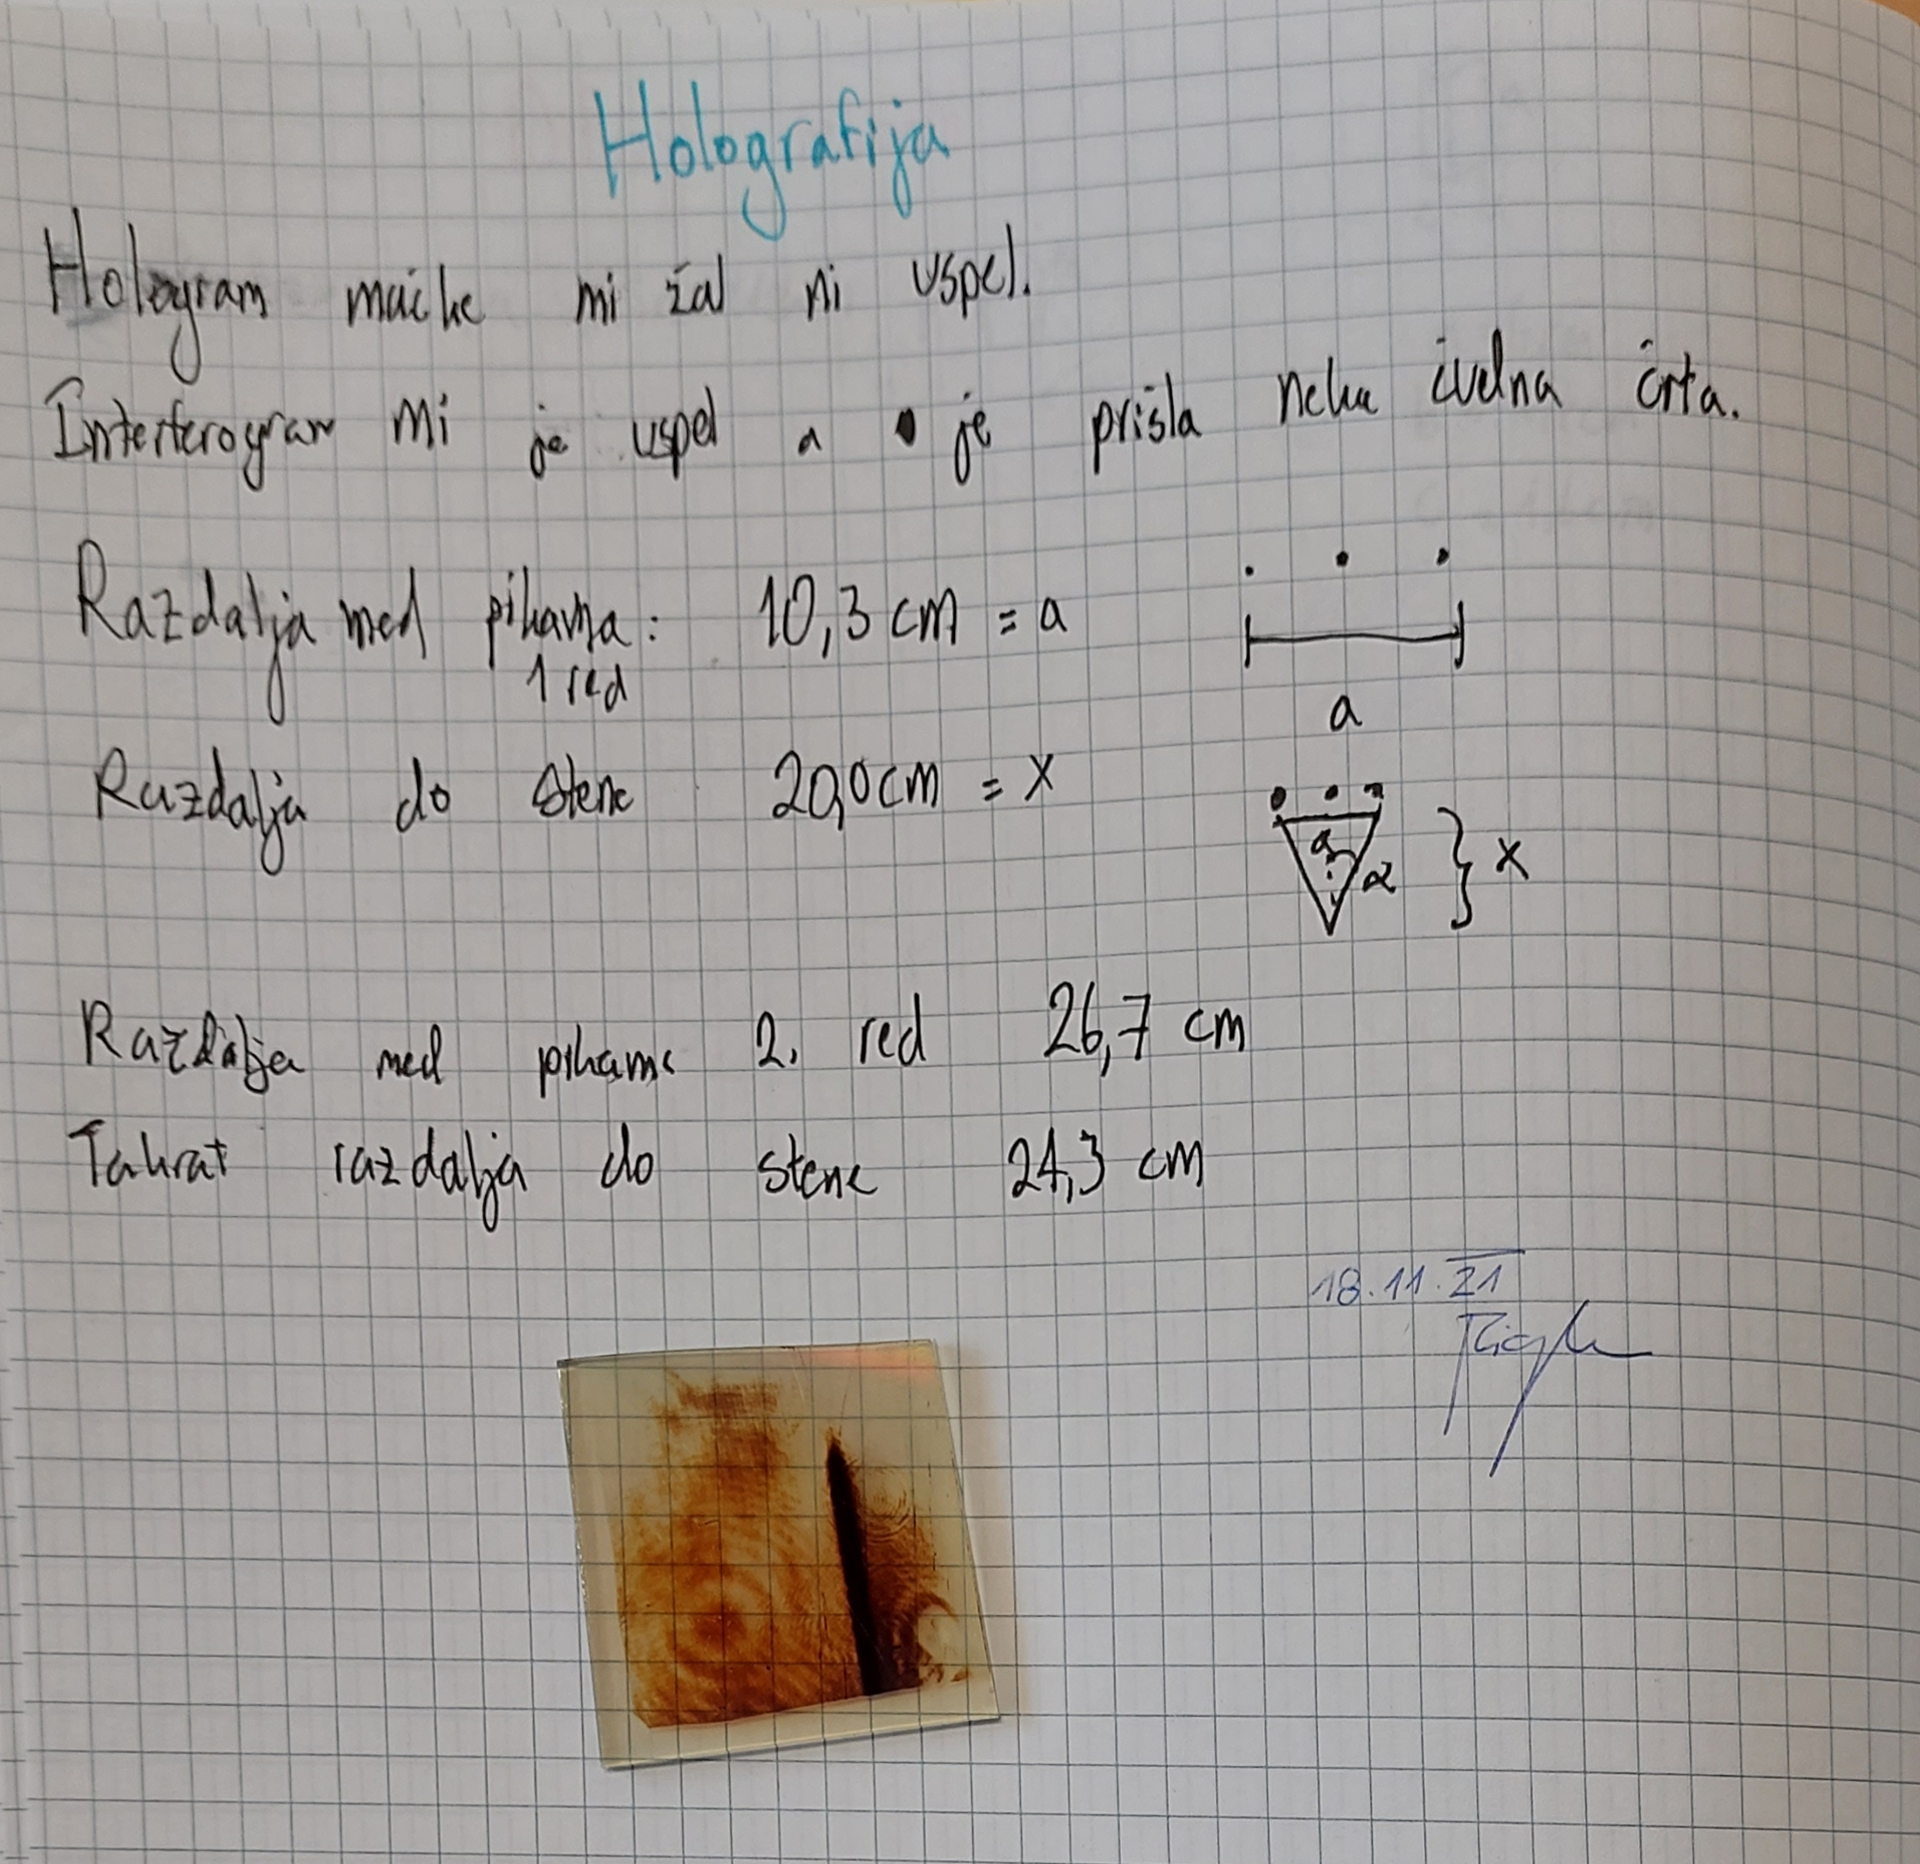 Holografija
Hologram mačke mi žal ni uspel.
Interferogram mi je uspel a je prišla neka čudna črta.
Razdalja med pikama: 10,3 cm = a
1 red
a
Razdalja do stene 20,0 cm = x
α x
Razdalja med pikama 2. red 26,7 cm
Takrat razdalja do stene 24,3 cm
18.11.21